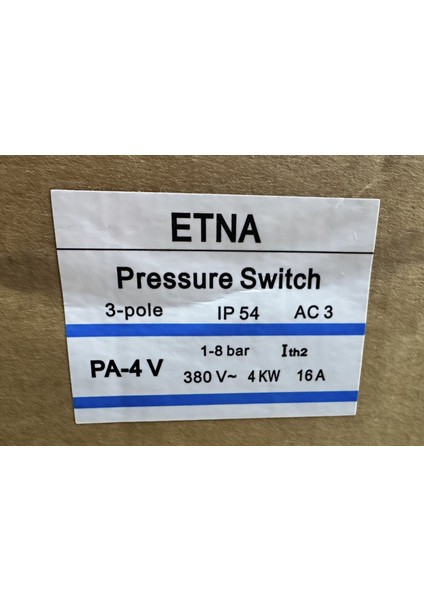 ETNA
Pressure Switch
3-pole IP 54 AC 3
1-8 bar Ith2
PA-4 V
380 V~ 4 KW 16 A